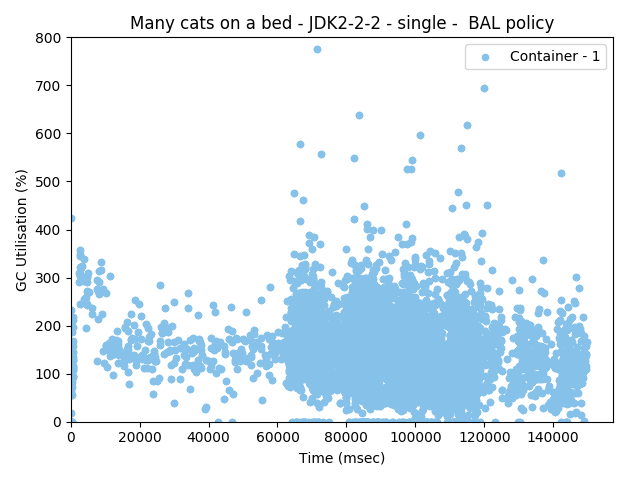 Many cats on a bed - JDK2-2-2 - single -  BAL policy
Container - 1
GC Utilisation (%)
800
700
600
500
400
300
200
100
0
0 20000 40000 60000 80000 100000 120000 140000
Time (msec)